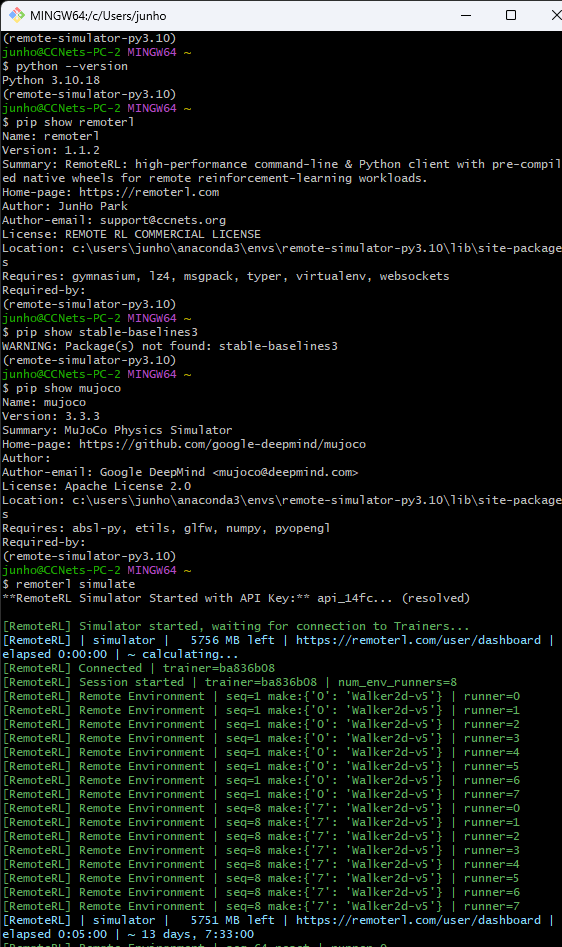 MINGW64:/c/Users/junho
(remote-simulator-py3.10)
junho@CCNets-PC-2 MINGW64 ~
$ python --version
Python 3.10.18
(remote-simulator-py3.10)
junho@CCNets-PC-2 MINGW64 ~
$ pip show remoterl
Name: remoterl
Version: 1.1.2
Summary: RemoteRL: high-performance command-line & Python client with pre-compil
ed native wheels for remote reinforcement-learning workloads.
Home-page: https://remoterl.com
Author: JunHo Park
Author-email: support@ccnets.org
License: REMOTE RL COMMERCIAL LICENSE
Location: c:\users\junho\anaconda3\envs\remote-simulator-py3.10\lib\site-package
s
Requires: gymnasium, lz4, msgpack, typer, virtualenv, websockets
Required-by:
(remote-simulator-py3.10)
junho@CCNets-PC-2 MINGW64 ~
$ pip show stable-baselines3
WARNING: Package(s) not found: stable-baselines3
(remote-simulator-py3.10)
junho@CCNets-PC-2 MINGW64 ~
$ pip show mujoco
Name: mujoco
Version: 3.3.3
Summary: MuJoCo Physics Simulator
Home-page: https://github.com/google-deepmind/mujoco
Author:
Author-email: Google DeepMind <mujoco@deepmind.com>
License: Apache License 2.0
Location: c:\users\junho\anaconda3\envs\remote-simulator-py3.10\lib\site-package
s
Requires: absl-py, etils, glfw, numpy, pyopengl
Required-by:
(remote-simulator-py3.10)
junho@CCNets-PC-2 MINGW64 ~
$ remoterl simulate
**RemoteRL Simulator Started with API Key:** api_14fc... (resolved)
[RemoteRL] Simulator started, waiting for connection to Trainers...
[RemoteRL] | simulator |   5756 MB left | https://remoterl.com/user/dashboard |
elapsed 0:00:00 | ~ calculating...
[RemoteRL] Connected | trainer=ba836b08
[RemoteRL] Session started | trainer=ba836b08 | num_env_runners=8
[RemoteRL] Remote Environment | seq=1 make:{'0': 'Walker2d-v5'} | runner=0
[RemoteRL] Remote Environment | seq=1 make:{'0': 'Walker2d-v5'} | runner=1
[RemoteRL] Remote Environment | seq=1 make:{'0': 'Walker2d-v5'} | runner=2
[RemoteRL] Remote Environment | seq=1 make:{'0': 'Walker2d-v5'} | runner=3
[RemoteRL] Remote Environment | seq=1 make:{'0': 'Walker2d-v5'} | runner=4
[RemoteRL] Remote Environment | seq=1 make:{'0': 'Walker2d-v5'} | runner=5
[RemoteRL] Remote Environment | seq=1 make:{'0': 'Walker2d-v5'} | runner=6
[RemoteRL] Remote Environment | seq=1 make:{'0': 'Walker2d-v5'} | runner=7
[RemoteRL] Remote Environment | seq=8 make:{'7': 'Walker2d-v5'} | runner=0
[RemoteRL] Remote Environment | seq=8 make:{'7': 'Walker2d-v5'} | runner=1
[RemoteRL] Remote Environment | seq=8 make:{'7': 'Walker2d-v5'} | runner=2
[RemoteRL] Remote Environment | seq=8 make:{'7': 'Walker2d-v5'} | runner=3
[RemoteRL] Remote Environment | seq=8 make:{'7': 'Walker2d-v5'} | runner=4
[RemoteRL] Remote Environment | seq=8 make:{'7': 'Walker2d-v5'} | runner=5
[RemoteRL] Remote Environment | seq=8 make:{'7': 'Walker2d-v5'} | runner=6
[RemoteRL] Remote Environment | seq=8 make:{'7': 'Walker2d-v5'} | runner=7
[RemoteRL] | simulator |   5751 MB left | https://remoterl.com/user/dashboard |
elapsed 0:05:00 | ~ 13 days, 7:33:00